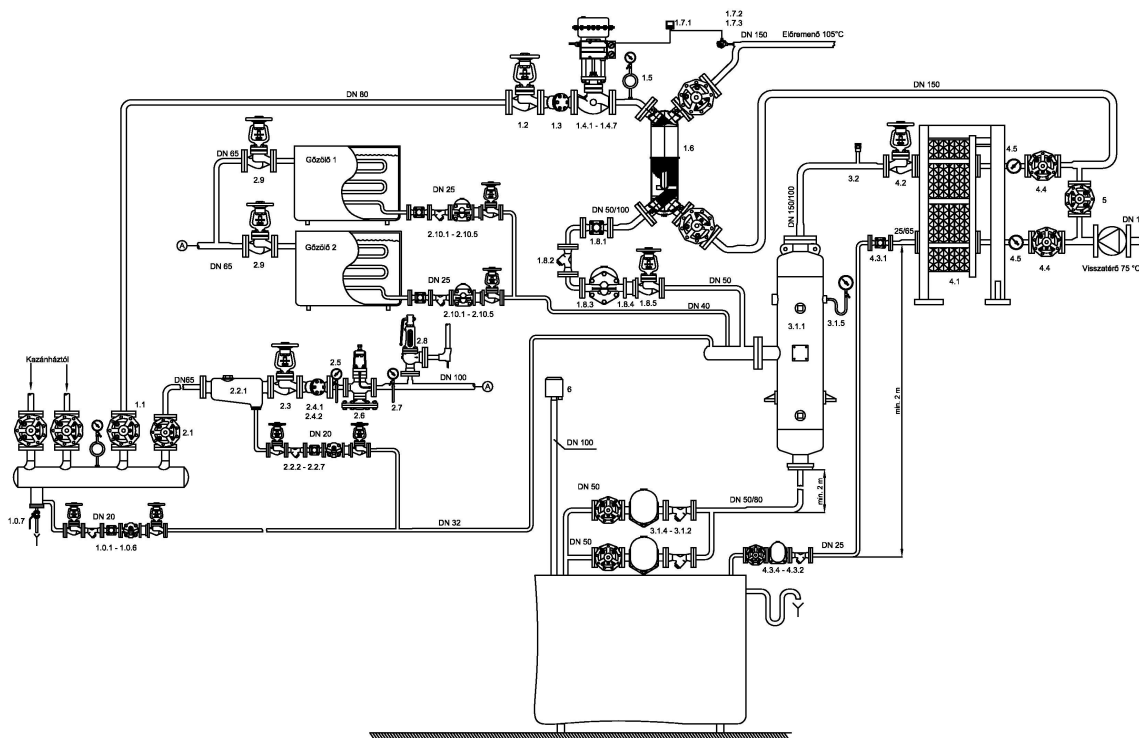 1.7.2
1.7.3
1.7.1
DN 150
Előremenő 105°C
1.5
DN 80
DN 150
1.2
1.3
1.4.1 - 1.4.7
1.6
4.5
3.2
4.2
4.4
DN 65
2.9
Gőzölő 1
DN 25
2.10.1 - 2.10.5
DN 50/100
1.8.1
DN 150/100
5
25/65
4.3.1
4.5
4.4
Visszatérő 75 °C
4.1
A
DN 65
2.9
Gőzölő 2
DN 25
2.10.1 - 2.10.5
1.8.2
1.8.3
1.8.4
1.8.5
DN 50
DN 40
3.1.1
3.1.5
Kazánháztól
DN65
2.2.1
2.3
2.4.1
2.4.2
2.5
2.6
2.7
2.8
DN 100
A
1.1
2.1
6
DN 100
min. 2 m
DN 20
2.2.2 - 2.2.7
1.0.7
DN 20
1.0.1 - 1.0.6
DN 32
DN 50
DN 50/80
min. 2 m
3.1.4 - 3.1.2
DN 50
DN 25
4.3.4 - 4.3.2